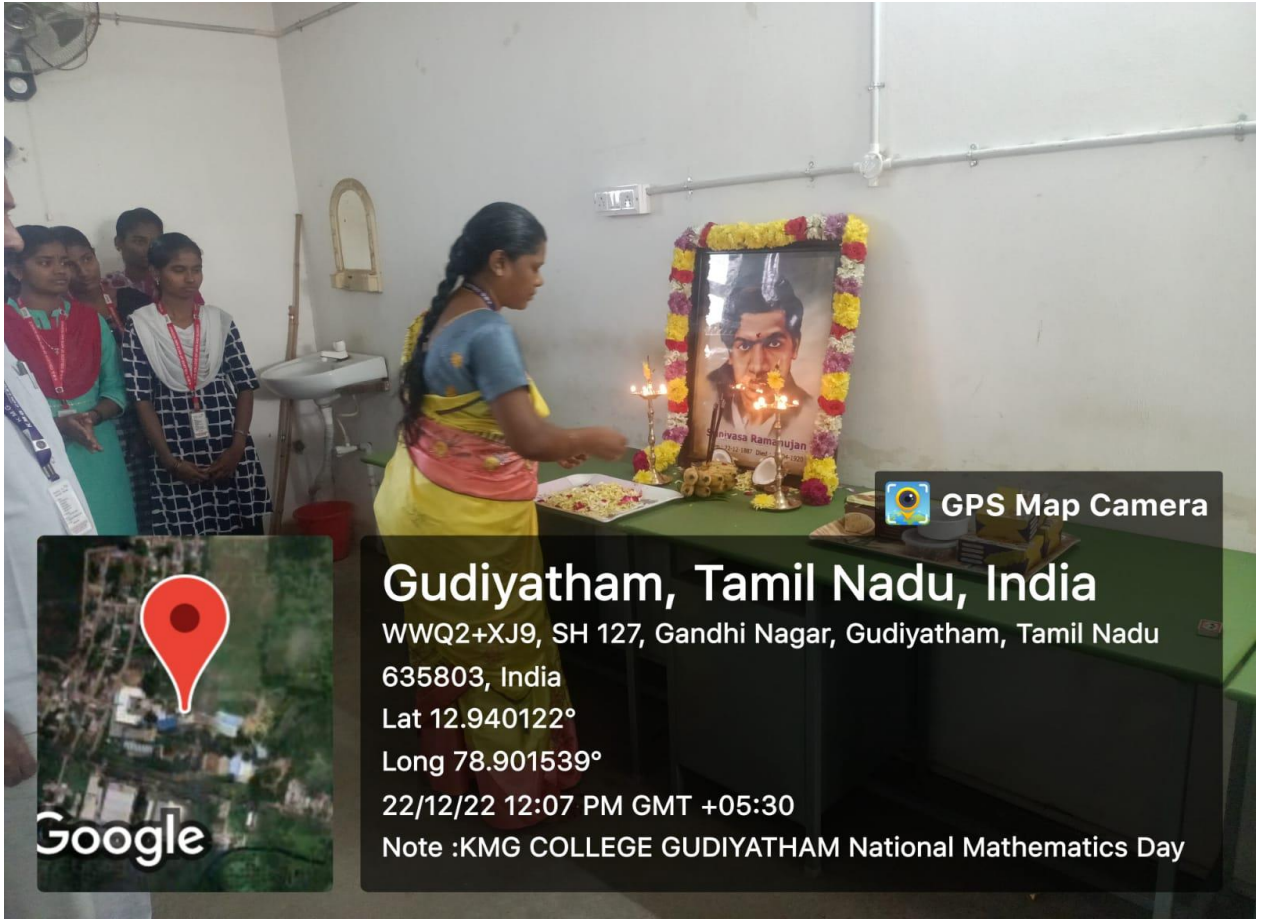 Srinivasa Ramanujan
GPS Map Camera
Gudiyatham, Tamil Nadu, India
WWQ2+XJ9, SH 127, Gandhi Nagar, Gudiyatham, Tamil Nadu
635803, India
Lat 12.940122°
Long 78.901539°
22/12/22 12:07 PM GMT +05:30
Note :KMG COLLEGE GUDIYATHAM National Mathematics Day
Google